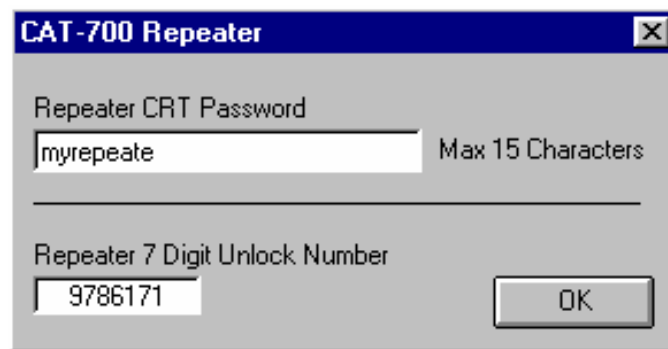 CAT-700 Repeater
Repeater CRT Password
myrepeate Max 15 Characters
Repeater 7 Digit Unlock Number
9786171 OK